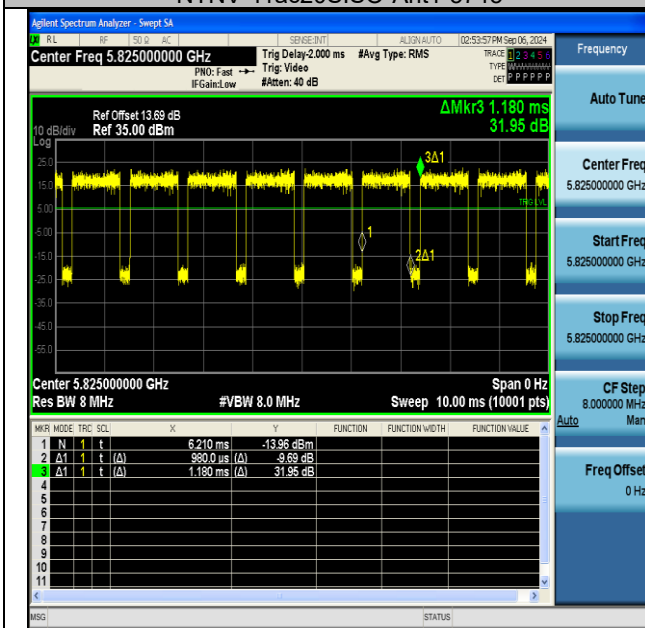 Agilent Spectrum Analyzer - Swept SA
RL RF 50 Ω AC SENSE:INT ALIGN AUTO 02:53:57 PM Sep 06, 2024
Center Freq 5.825000000 GHz
PNO: Fast
IFGain:Low
Trig Delay-2.000 ms
Trig: Video
#Atten: 40 dB
#Avg Type: RMS
TRACE 1 2 3 4 5 6
TYPE
DET P P P P P P
Frequency
Auto Tune
ΔMkr3 1.180 ms
31.95 dB
Ref Offset 13.69 dB
10 dB/div Ref 35.00 dBm
Log
25.0
15.0
5.00
-5.00
-15.0
-25.0
-35.0
-45.0
-55.0
3Δ1
TRIG LVL
1
2Δ1
Center Freq
5.825000000 GHz
Start Freq
5.825000000 GHz
Stop Freq
5.825000000 GHz
Center 5.825000000 GHz Span 0 Hz
Res BW 8 MHz #VBW 8.0 MHz Sweep 10.00 ms (10001 pts)
CF Step
8.000000 MHz
Auto Man
Freq Offset
0 Hz
MKR MODE TRC SCL X Y FUNCTION FUNCTION WIDTH FUNCTION VALUE
1 N 1 t 6.210 ms -13.96 dBm
2 Δ1 1 t (Δ) 980.0 µs (Δ) -9.69 dB
3 Δ1 1 t (Δ) 1.180 ms (Δ) 31.95 dB
4
5
6
7
8
9
10
11
MSG STATUS